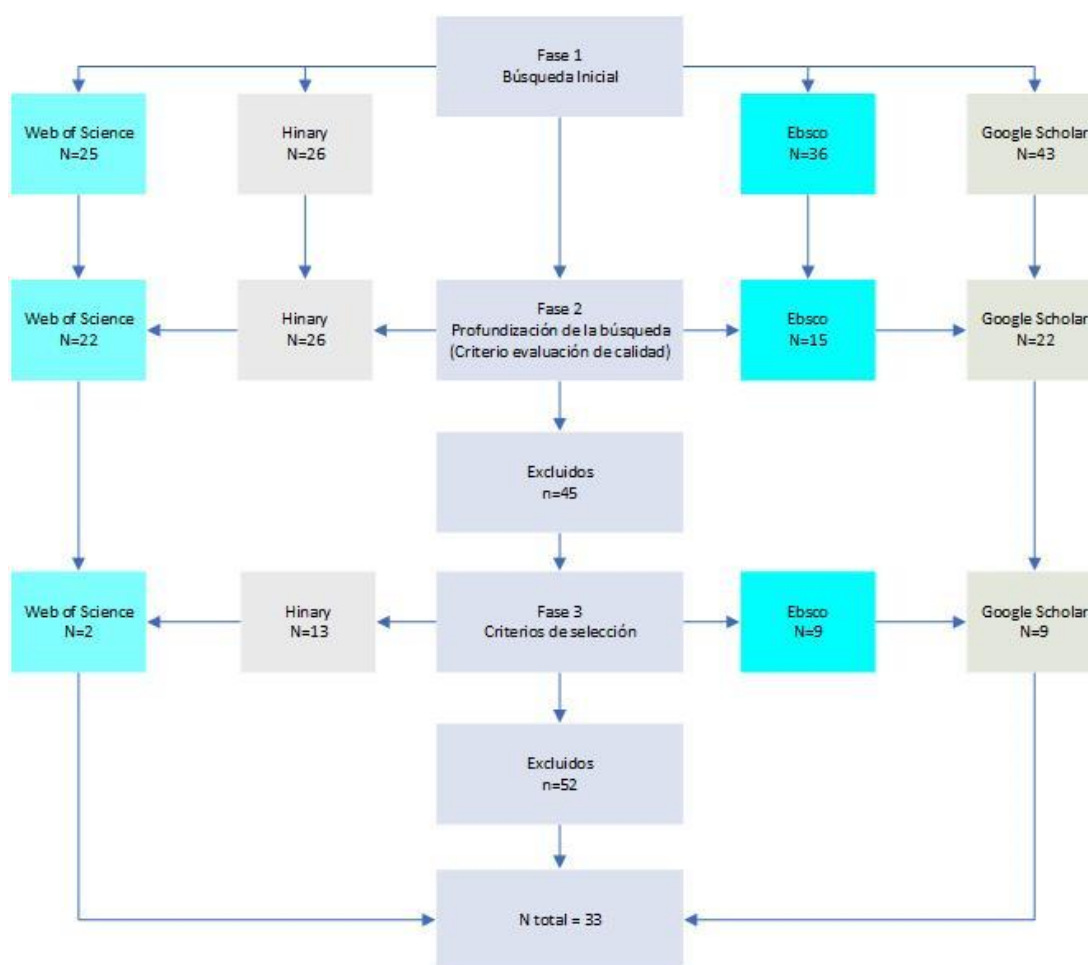 Fase 1
Búsqueda Inicial
Web of Science
N=25
Hinary
N=26
Ebsco
N=36
Google Scholar
N=43
Web of Science
N=22
Hinary
N=26
Fase 2
Profundización de la búsqueda
(Criterio evaluación de calidad)
Ebsco
N=15
Google Scholar
N=22
Excluidos
n=45
Web of Science
N=2
Hinary
N=13
Fase 3
Criterios de selección
Ebsco
N=9
Google Scholar
N=9
Excluidos
n=52
N total = 33